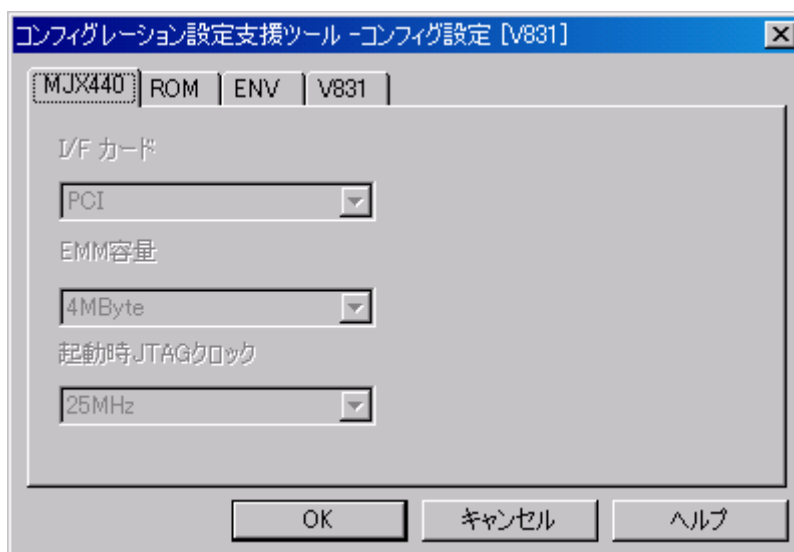 コンフィグレーション設定支援ツール -コンフィグ設定 [V831]
MJX440 ROM ENV V831
I/F カード
PCI
EMM容量
4MByte
起動時JTAGクロック
25MHz
OK キャンセル ヘルプ